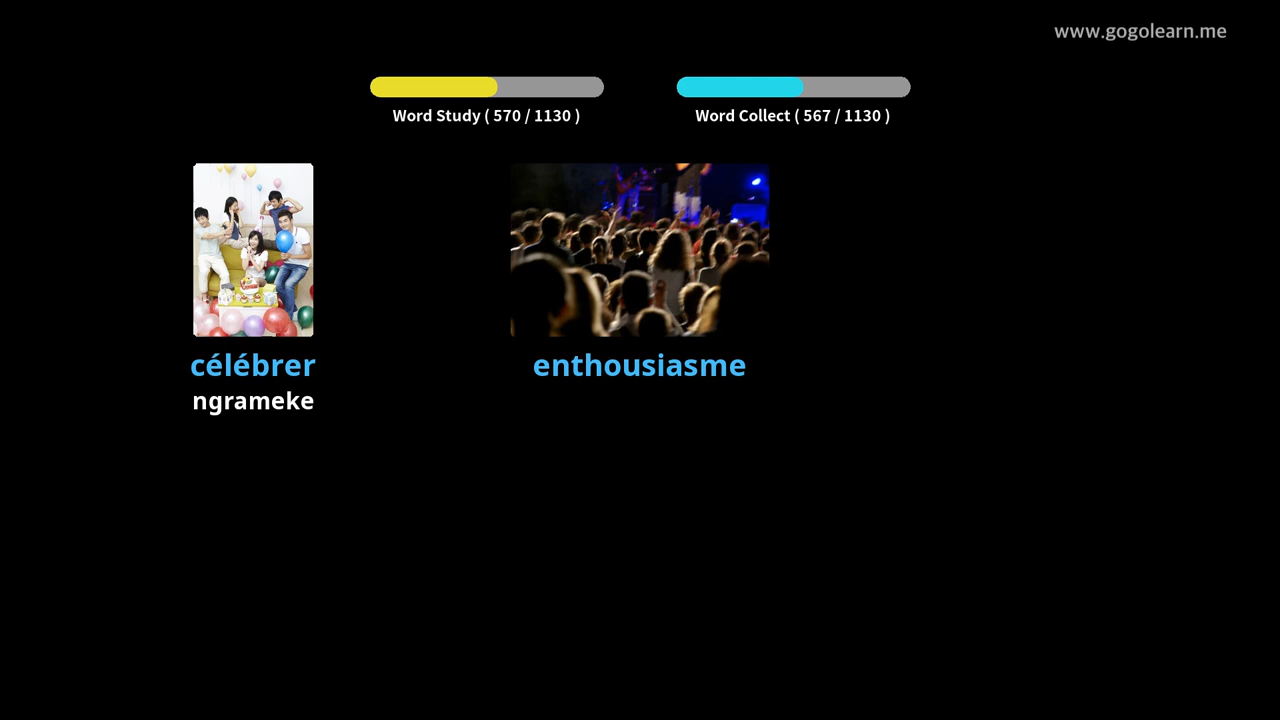 www.gogolearn.me
Word Study ( 570 / 1130 )
Word Collect ( 567 / 1130 )
célébrer
ngrameke
enthousiasme